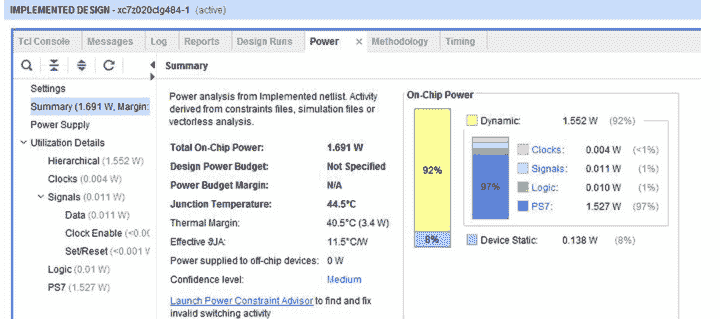 IMPLEMENTED DESIGN - xc7z020clg484-1 (active)
Tcl Console Messages Log Reports Design Runs Power × Methodology Timing
Summary
Settings
Summary (1.691 W, Margin:
Power Supply
Utilization Details
Hierarchical (1.552 W)
Clocks (0.004 W)
Signals (0.011 W)
Data (0.011 W)
Clock Enable (<0.00
Set/Reset (<0.001 W
Logic (0.01 W)
PS7 (1.527 W)
Power analysis from Implemented netlist. Activity
derived from constraints files, simulation files or
vectorless analysis.
Total On-Chip Power: 1.691 W
Design Power Budget: Not Specified
Power Budget Margin: N/A
Junction Temperature: 44.5°C
Thermal Margin: 40.5°C (3.4 W)
Effective ϑJA: 11.5°C/W
Power supplied to off-chip devices: 0 W
Confidence level: Medium
Launch Power Constraint Advisor to find and fix
invalid switching activity
On-Chip Power
92%
8%
Dynamic: 1.552 W (92%)
97%
Clocks: 0.004 W (<1%)
Signals: 0.011 W (1%)
Logic: 0.010 W (1%)
PS7: 1.527 W (97%)
Device Static: 0.138 W (8%)